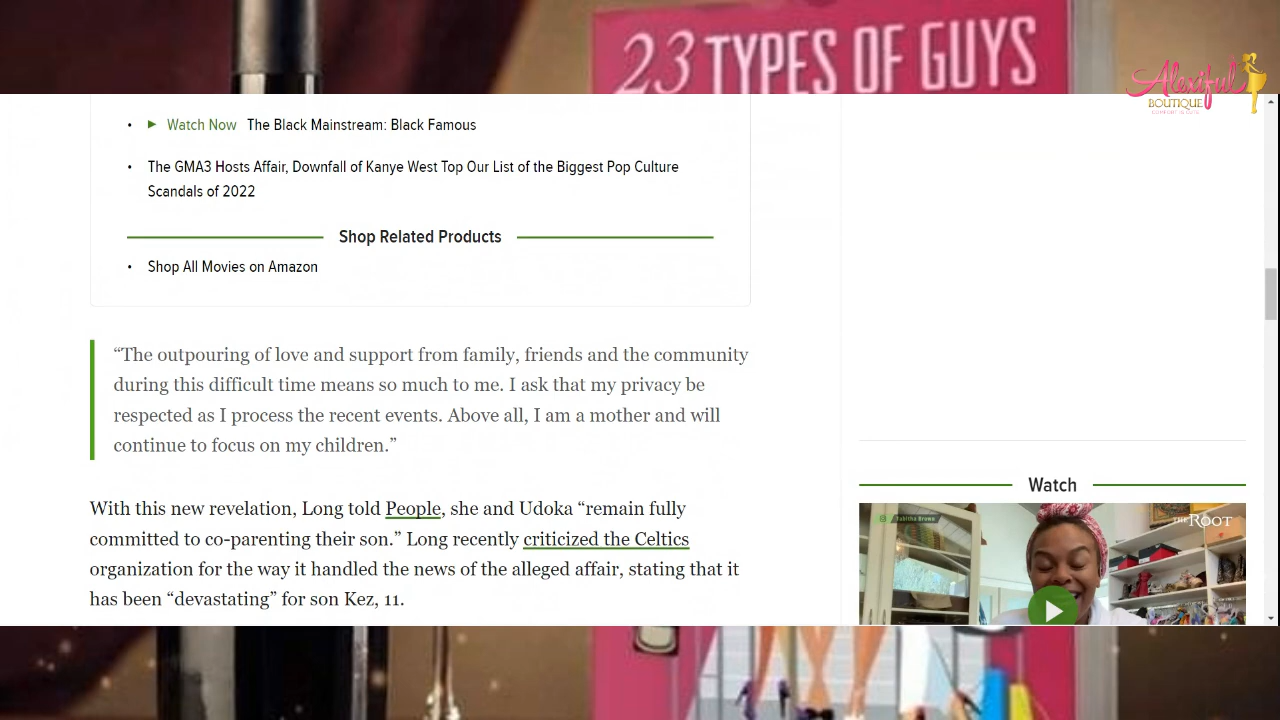 23 TYPES OF GUYS
Alexiful
BOUTIQUE
• Watch Now The Black Mainstream: Black Famous
• The GMA3 Hosts Affair, Downfall of Kanye West Top Our List of the Biggest Pop Culture
Scandals of 2022
Shop Related Products
• Shop All Movies on Amazon
“The outpouring of love and support from family, friends and the community
during this difficult time means so much to me. I ask that my privacy be
respected as I process the recent events. Above all, I am a mother and will
continue to focus on my children.”
With this new revelation, Long told People, she and Udoka “remain fully
committed to co-parenting their son.” Long recently criticized the Celtics
organization for the way it handled the news of the alleged affair, stating that it
has been “devastating” for son Kez, 11.
Watch
Tabitha Brown
THE ROOT